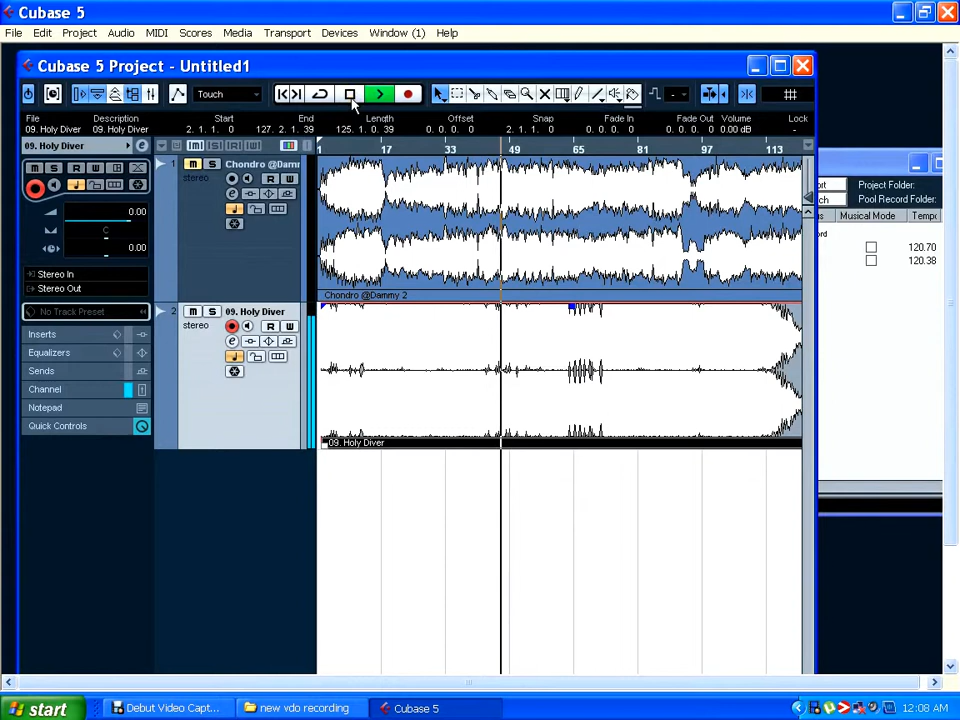 Cubase 5
File Edit Project Audio MIDI Scores Media Transport Devices Window (1) Help
Cubase 5 Project - Untitled1
Touch
File Description Start End Length Offset Snap Fade In Fade Out Volume Lock
09. Holy Diver 09. Holy Diver 2. 1. 1. 0 127. 2. 1. 39 125. 1. 0. 39 0. 0. 0. 0 2. 1. 1. 0 0. 0. 0. 0 0. 0. 0. 0 0.00 dB -
09. Holy Diver
1 17 33 49 65 81 97 113
M S R W
1 M S Chondro @Damm
stereo
R W
0.00
C
0.00
Stereo In
Stereo Out
No Track Preset
Inserts
Equalizers
Sends
Channel
Notepad
Quick Controls
Chondro @Dammy 2
2 M S 09. Holy Diver
stereo
R W
09. Holy Diver
Project Folder:
Pool Record Folder:
Musical Mode Tempo
120.70
120.38
start
Debut Video Capt...
new vdo recording
Cubase 5
12:08 AM